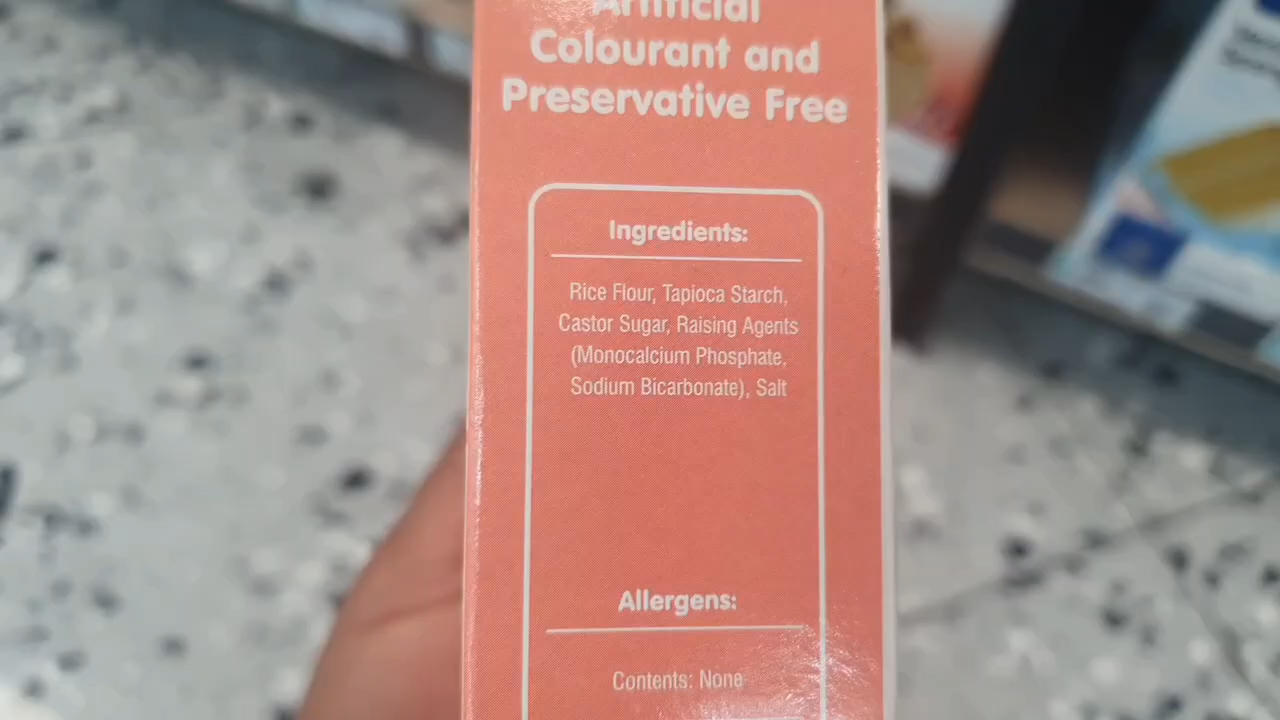 Artificial
Colourant and
Preservative Free
Ingredients:
Rice Flour, Tapioca Starch,
Castor Sugar, Raising Agents
(Monocalcium Phosphate,
Sodium Bicarbonate), Salt
Allergens:
Contents: None